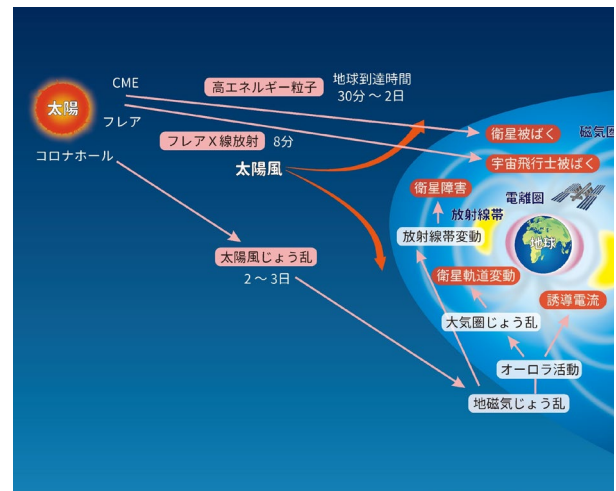 CME
高エネルギー粒子
地球到達時間
30分 ～ 2日
太陽
フレア
フレアX線放射
8分
コロナホール
太陽風
衛星被ばく
磁気圏
宇宙飛行士被ばく
衛星障害
電離圏
放射線帯
放射線帯変動
地球
太陽風じょう乱
2 ～ 3日
衛星軌道変動
誘導電流
大気圏じょう乱
オーロラ活動
地磁気じょう乱